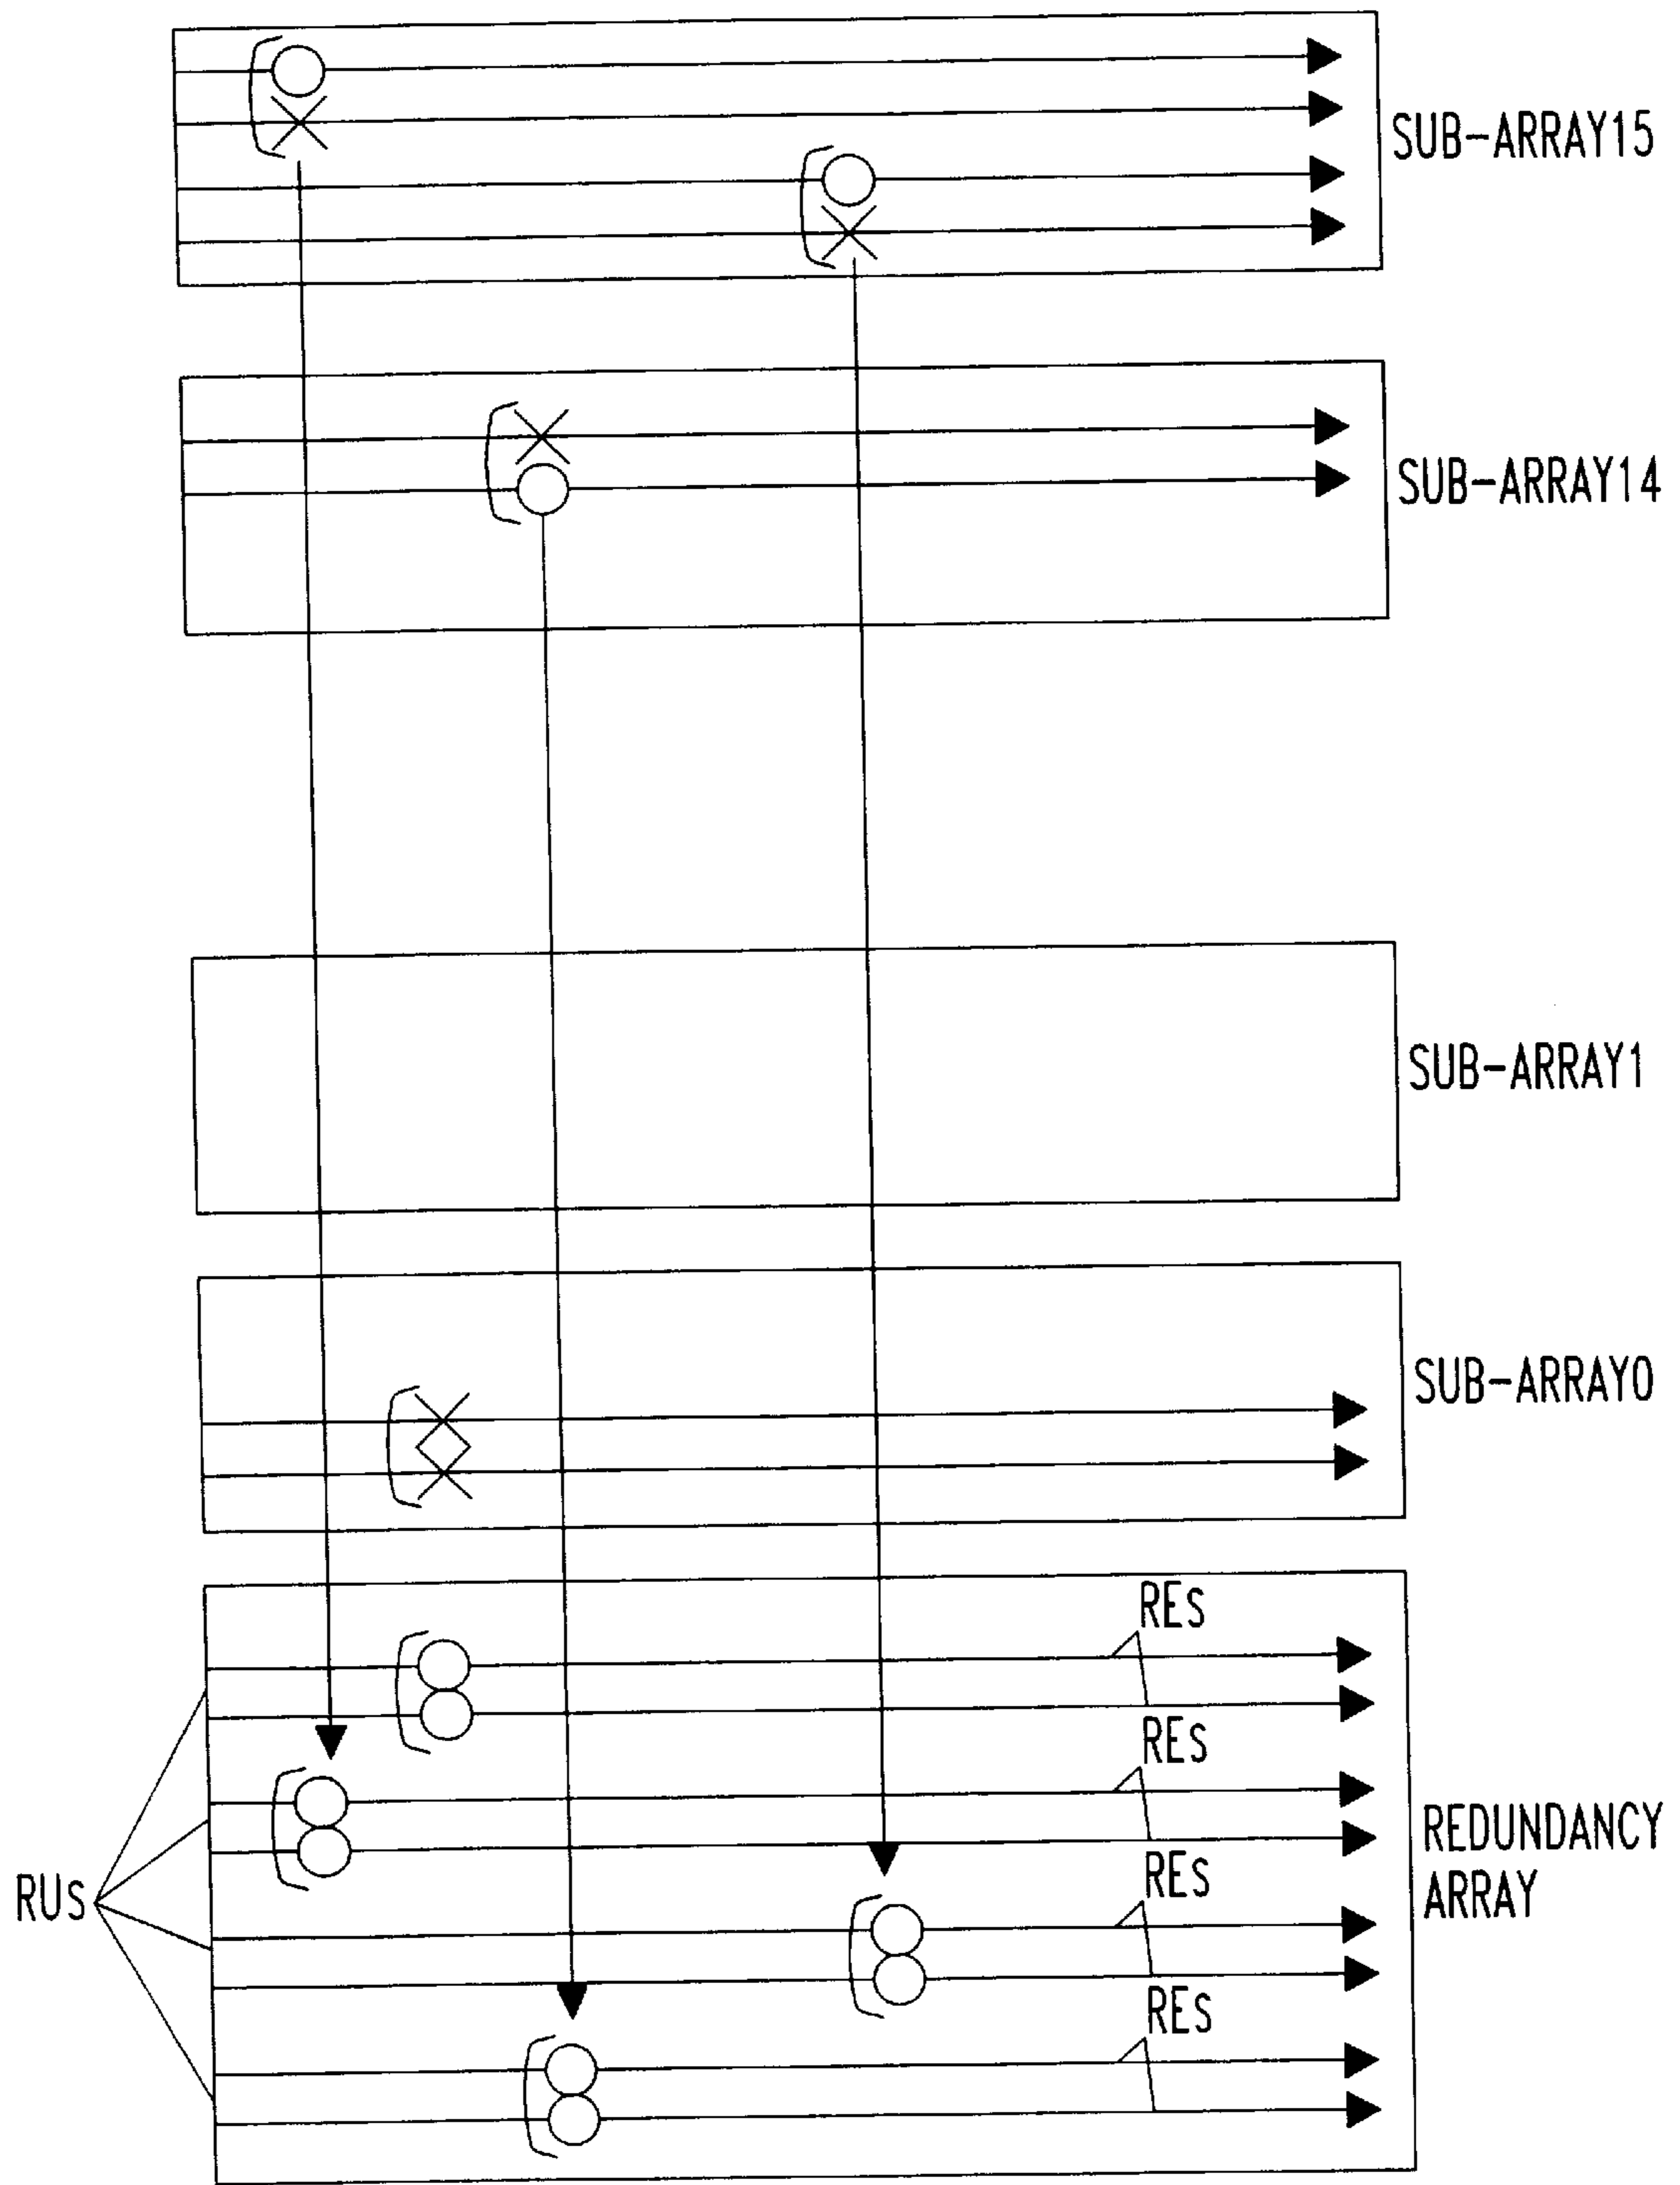 SUB-ARRAY15
SUB-ARRAY14
SUB-ARRAY1
SUB-ARRAY0
REs
REs
REDUNDANCY
ARRAY
REs
RUs
REs